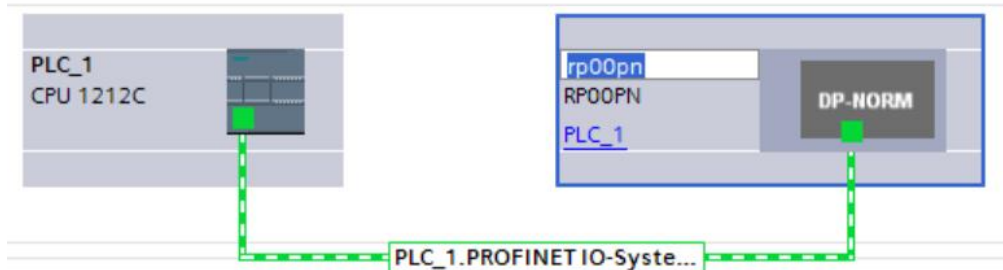 PLC_1
CPU 1212C
rp00pn
RP00PN
PLC_1
DP-NORM
PLC_1.PROFINET IO-Syste...